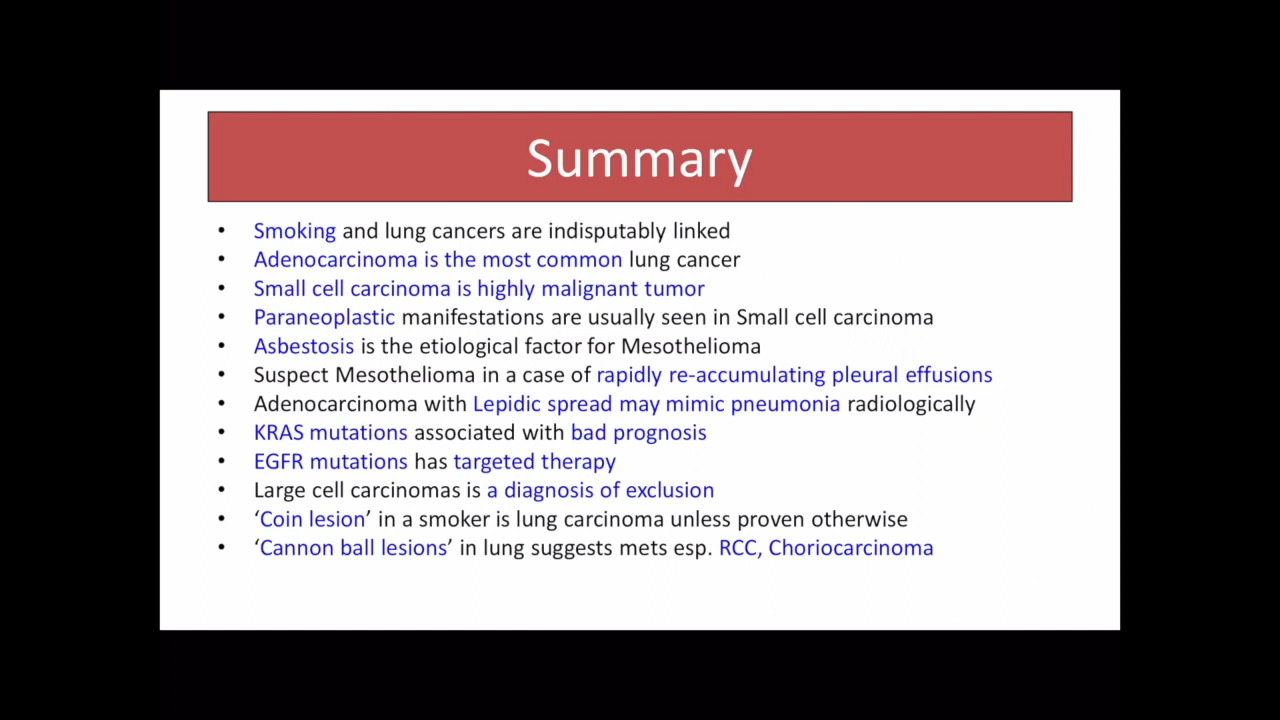 Summary
• Smoking and lung cancers are indisputably linked
• Adenocarcinoma is the most common lung cancer
• Small cell carcinoma is highly malignant tumor
• Paraneoplastic manifestations are usually seen in Small cell carcinoma
• Asbestosis is the etiological factor for Mesothelioma
• Suspect Mesothelioma in a case of rapidly re-accumulating pleural effusions
• Adenocarcinoma with Lepidic spread may mimic pneumonia radiologically
• KRAS mutations associated with bad prognosis
• EGFR mutations has targeted therapy
• Large cell carcinomas is a diagnosis of exclusion
• ‘Coin lesion’ in a smoker is lung carcinoma unless proven otherwise
• ‘Cannon ball lesions’ in lung suggests mets esp. RCC, Choriocarcinoma